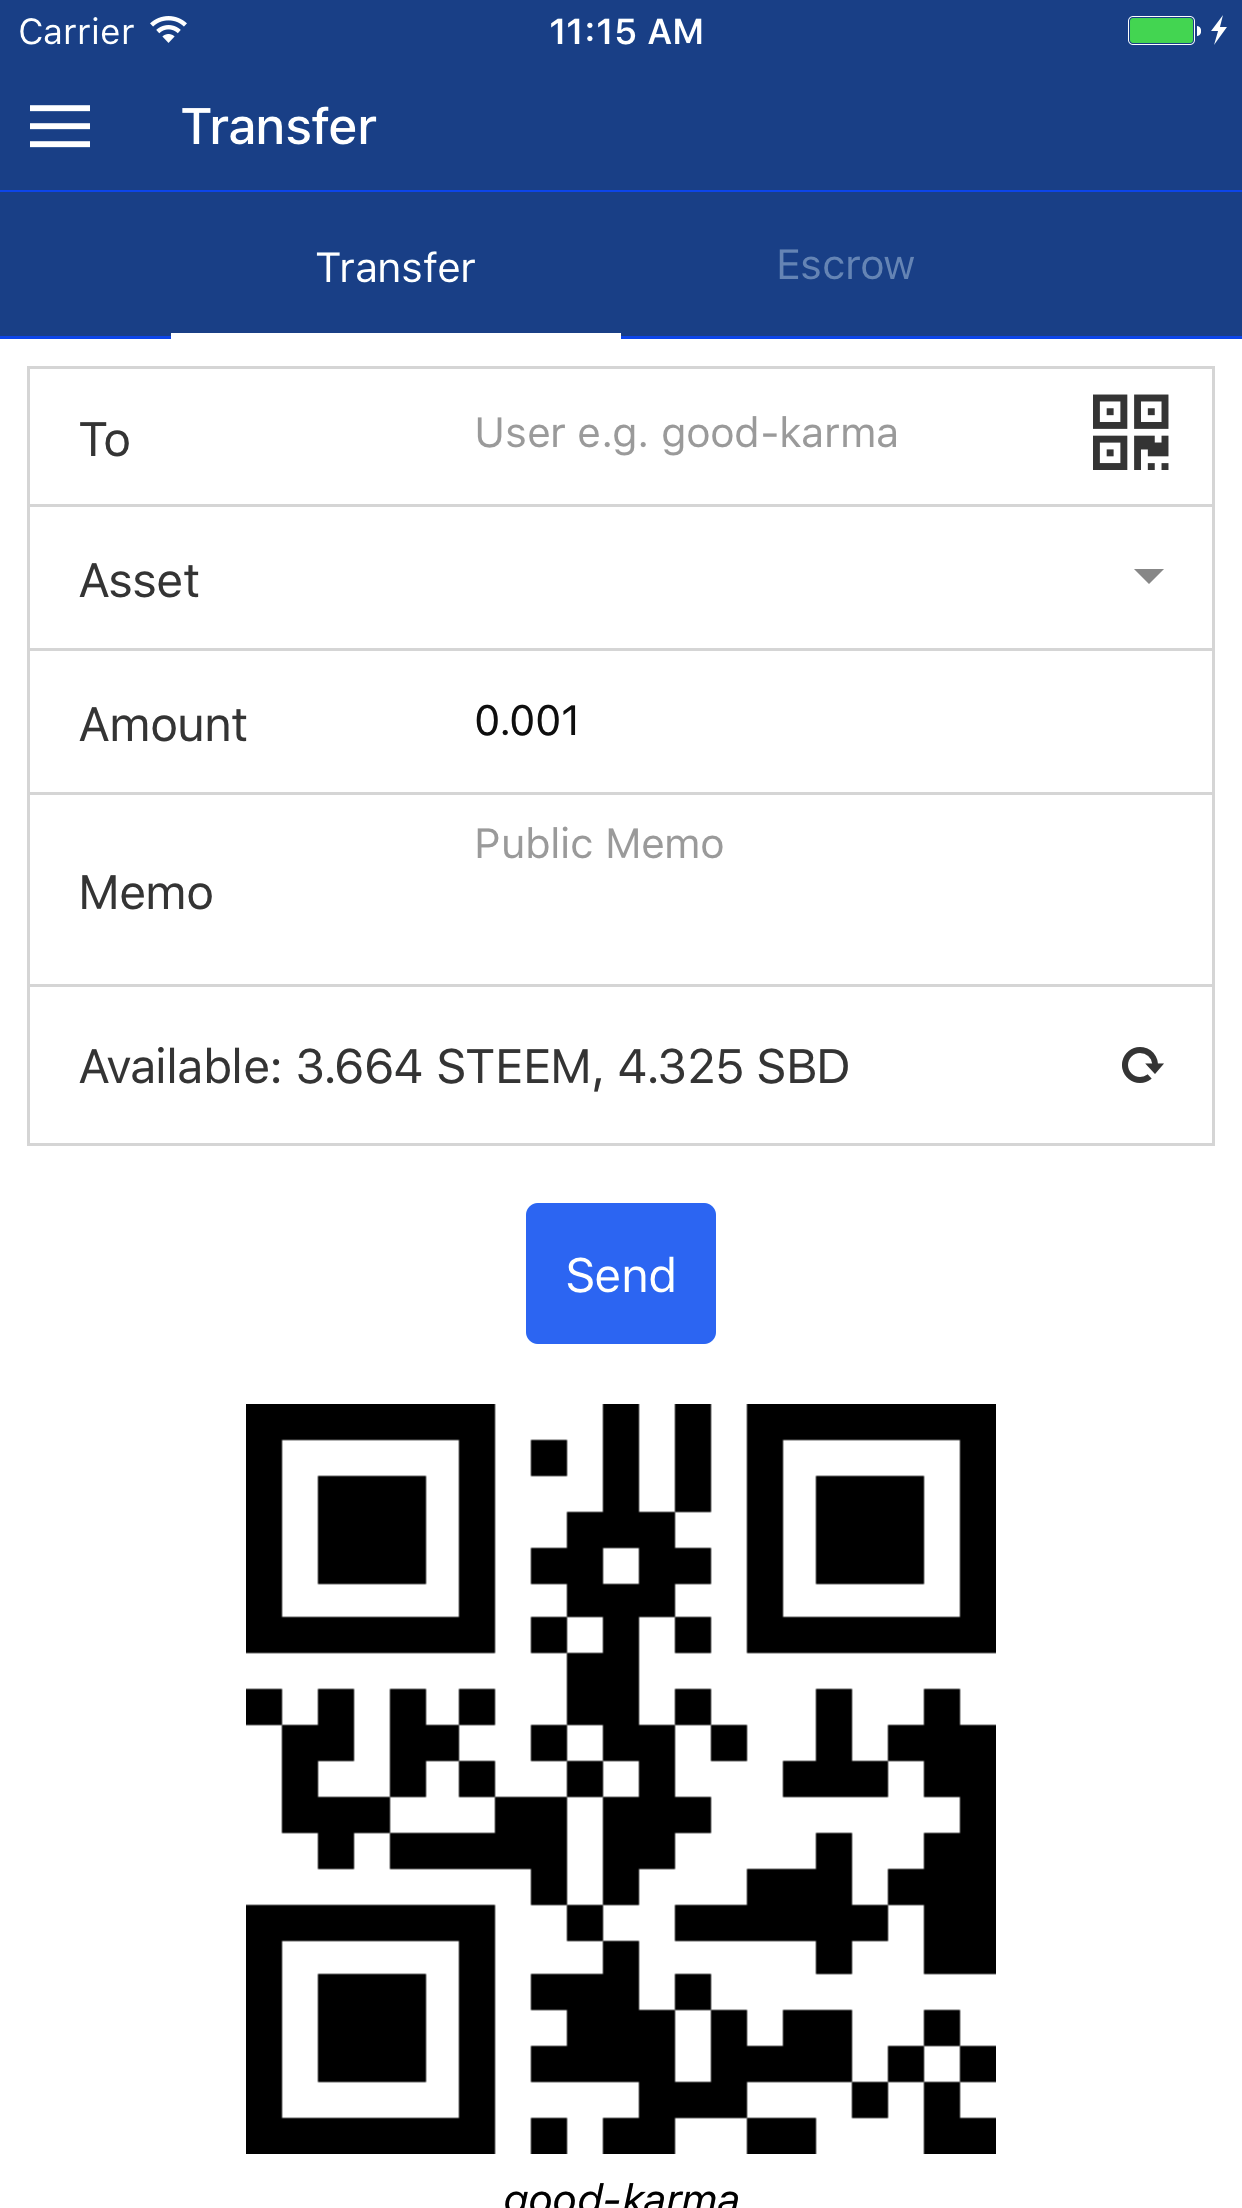 Carrier 11:15 AM
Transfer
Transfer Escrow
To User e.g. good-karma
Asset
Amount 0.001
Public Memo
Memo
Available: 3.664 STEEM, 4.325 SBD
Send
good-karma